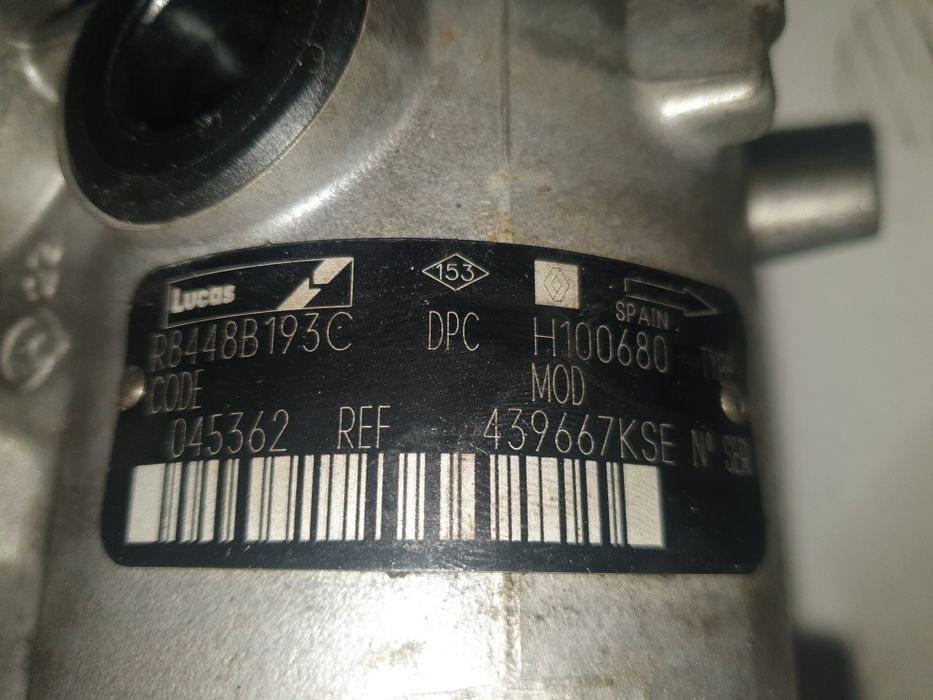 Lucas 153 SPAIN
R8448B193C DPC H100680 TYPE
CODE MOD
045362 REF 439667KSE Nº SERI